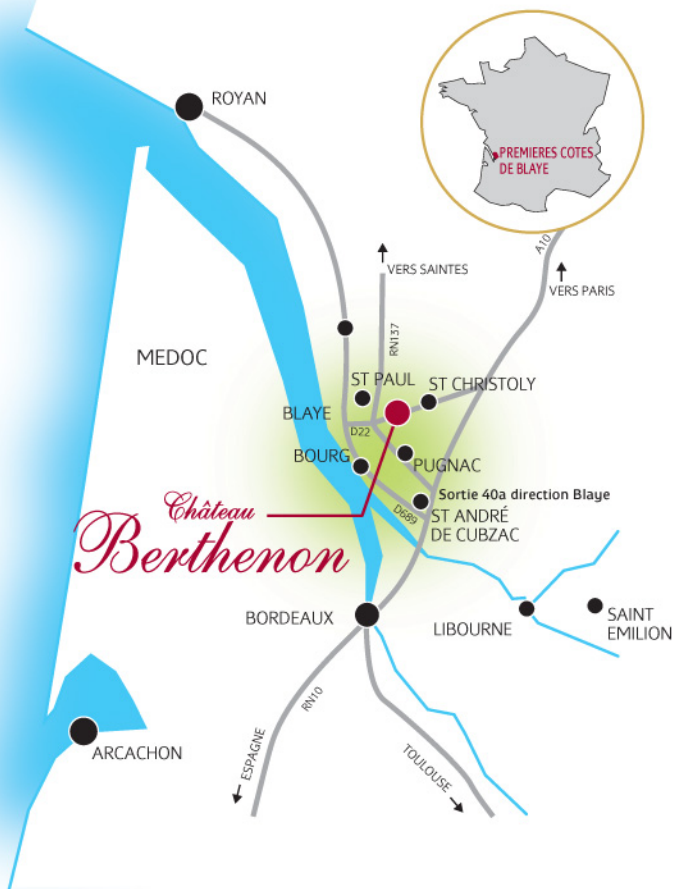 ROYAN
PREMIERES COTES
DE BLAYE
A10
VERS SAINTES
VERS PARIS
RN137
MEDOC
ST PAUL
ST CHRISTOLY
BLAYE
D22
BOURG
PUGNAC
Sortie 40a direction Blaye
Château
Berthenon
D689
ST ANDRÉ
DE CUBZAC
BORDEAUX
LIBOURNE
SAINT
EMILION
RN10
ARCACHON
ESPAGNE
TOULOUSE